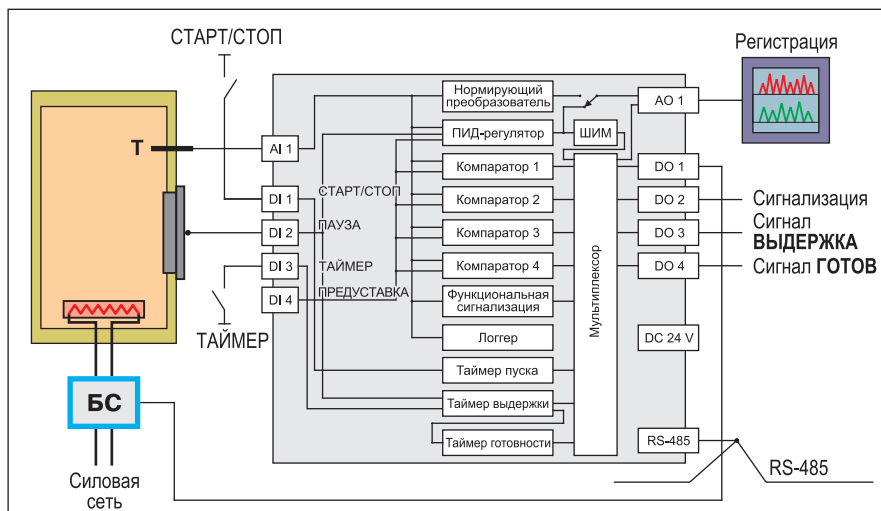 СТАРТ/СТОП
Регистрация
Нормирующий
преобразователь
AO 1
T
AI 1
ПИД-регулятор
ШИМ
Компаратор 1
DO 1
DI 1
СТАРТ/СТОП
Компаратор 2
DO 2
Сигнализация
DI 2
ПАУЗА
Компаратор 3
DO 3
Сигнал
ВЫДЕРЖКА
DI 3
ТАЙМЕР
Компаратор 4
DO 4
Сигнал ГОТОВ
DI 4
ПРЕДУСТАВКА
Функциональная
сигнализация
Мультиплексор
ТАЙМЕР
Логгер
DC 24 V
Таймер пуска
БС
Таймер выдержки
Таймер готовности
RS-485
RS-485
Силовая
сеть